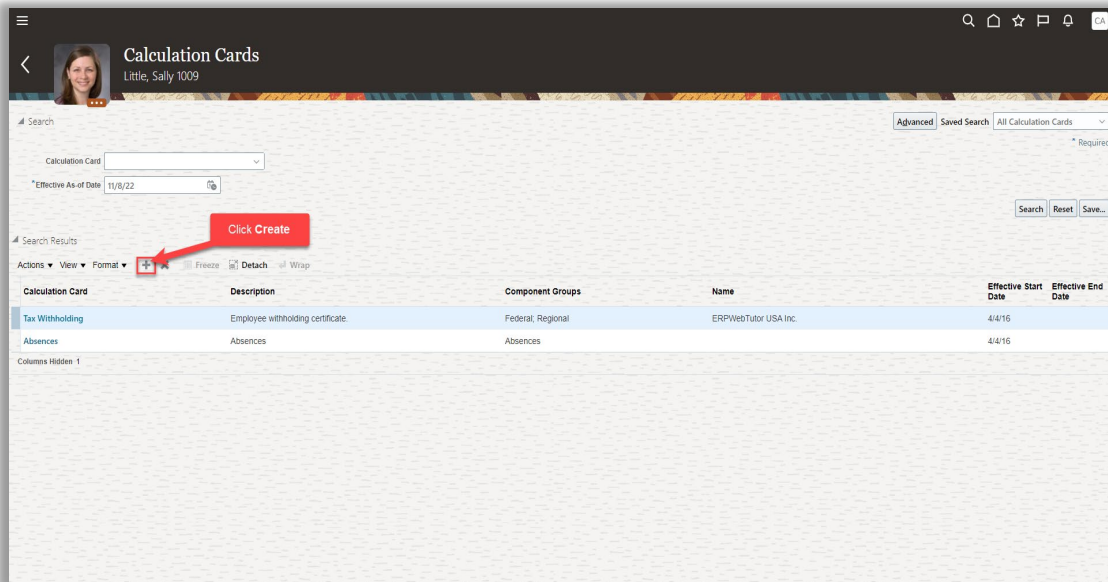 CA
Calculation Cards
Little, Sally 1009
Search
Advanced Saved Search All Calculation Cards
* Required
Calculation Card
*Effective As-of Date 11/8/22
Search Reset Save...
Click Create
Search Results
Actions View Format Freeze Detach Wrap
Calculation Card Description Component Groups Name Effective Start Date Effective End Date
Tax Withholding Employee withholding certificate. Federal; Regional ERPWebTutor USA Inc. 4/4/16
Absences Absences Absences 4/4/16
Columns Hidden 1